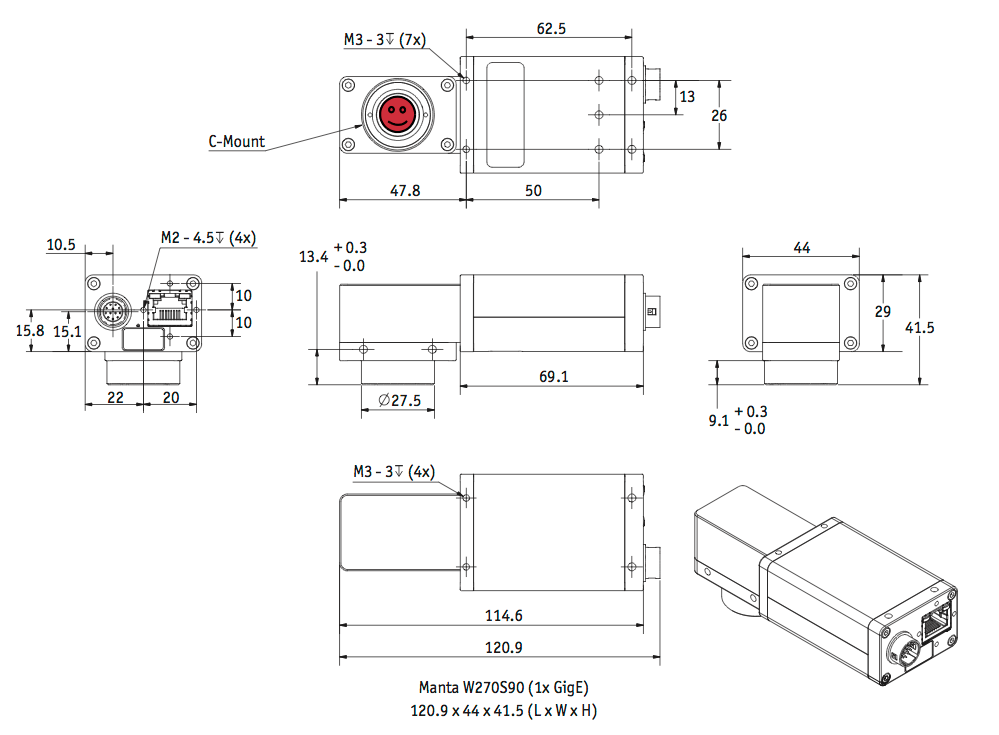 62.5
M3 - 3↧ (7x)
13
26
C-Mount
47.8
50
10.5
M2 - 4.5↧ (4x)
13.4 + 0.3
- 0.0
44
10
10
15.8
15.1
29
41.5
22
20
69.1
∅27.5
9.1 + 0.3
- 0.0
M3 - 3↧ (4x)
114.6
120.9
Manta W270S90 (1x GigE)
120.9 x 44 x 41.5 (L x W x H)